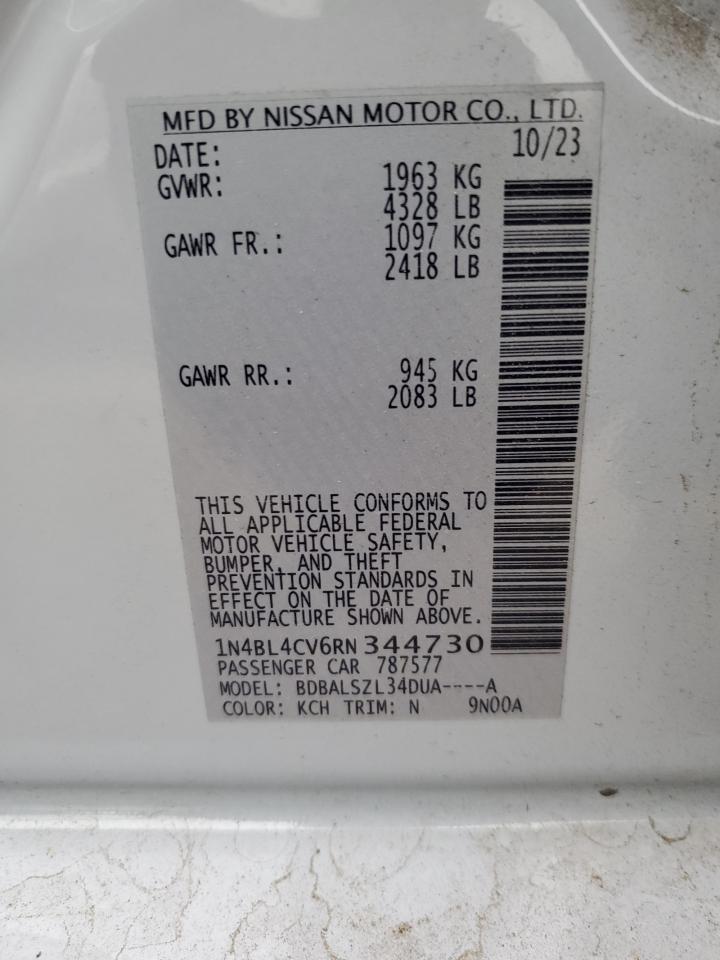 MFD BY NISSAN MOTOR CO., LTD.
DATE: 10/23
GVWR: 1963 KG
4328 LB
GAWR FR.: 1097 KG
2418 LB
GAWR RR.: 945 KG
2083 LB
THIS VEHICLE CONFORMS TO
ALL APPLICABLE FEDERAL
MOTOR VEHICLE SAFETY,
BUMPER, AND THEFT
PREVENTION STANDARDS IN
EFFECT ON THE DATE OF
MANUFACTURE SHOWN ABOVE.
1N4BL4CV6RN344730
PASSENGER CAR 787577
MODEL: BDBALSZL34DUA----A
COLOR: KCH TRIM: N 9N00A